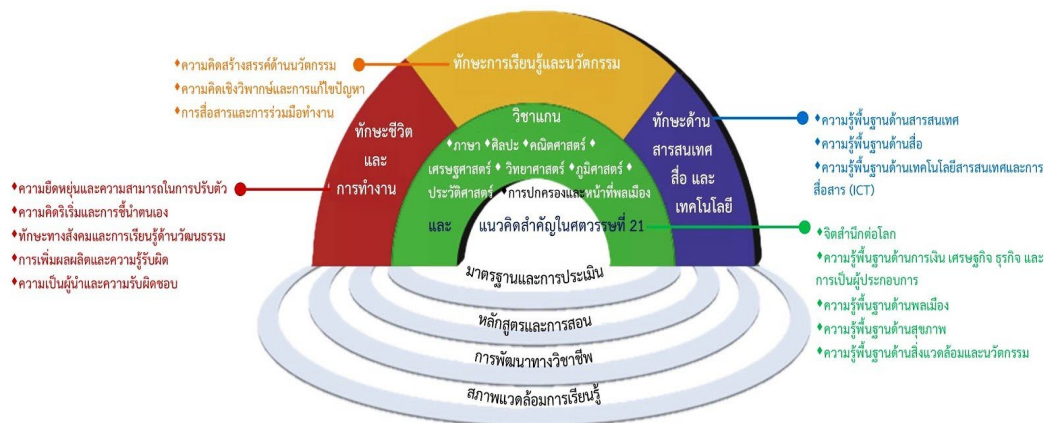 ทักษะการเรียนรู้และนวัตกรรม
♦ความคิดสร้างสรรค์ด้านนวัตกรรม
♦ความคิดเชิงวิพากษ์และการแก้ไขปัญหา
♦การสื่อสารและการร่วมมือทำงาน
ทักษะชีวิต
และ
การทำงาน
♦ความยืดหยุ่นและความสามารถในการปรับตัว
♦ความคิดริเริ่มและการชี้นำตนเอง
♦ทักษะทางสังคมและการเรียนรู้ด้านวัฒนธรรม
♦การเพิ่มผลผลิตและความรู้รับผิด
♦ความเป็นผู้นำและความรับผิดชอบ
วิชาแกน
♦ภาษา ♦ศิลปะ ♦คณิตศาสตร์♦
เศรษฐศาสตร์♦ วิทยาศาสตร์ ♦ภูมิศาสตร์♦
ประวัติศาสตร์ ♦การปกครองและหน้าที่พลเมือง
และ แนวคิดสำคัญในศตวรรษที่ 21
ทักษะด้าน
สารสนเทศ
สื่อ และ
เทคโนโลยี
♦ความรู้พื้นฐานด้านสารสนเทศ
♦ความรู้พื้นฐานด้านสื่อ
♦ความรู้พื้นฐานด้านเทคโนโลยีสารสนเทศและการ
สื่อสาร (ICT)
♦จิตสำนึกต่อโลก
♦ความรู้พื้นฐานด้านการเงิน เศรษฐกิจ ธุรกิจ และ
การเป็นผู้ประกอบการ
♦ความรู้พื้นฐานด้านพลเมือง
♦ความรู้พื้นฐานด้านสุขภาพ
♦ความรู้พื้นฐานด้านสิ่งแวดล้อมและนวัตกรรม
มาตรฐานและการประเมิน
หลักสูตรและการสอน
การพัฒนาทางวิชาชีพ
สภาพแวดล้อมการเรียนรู้